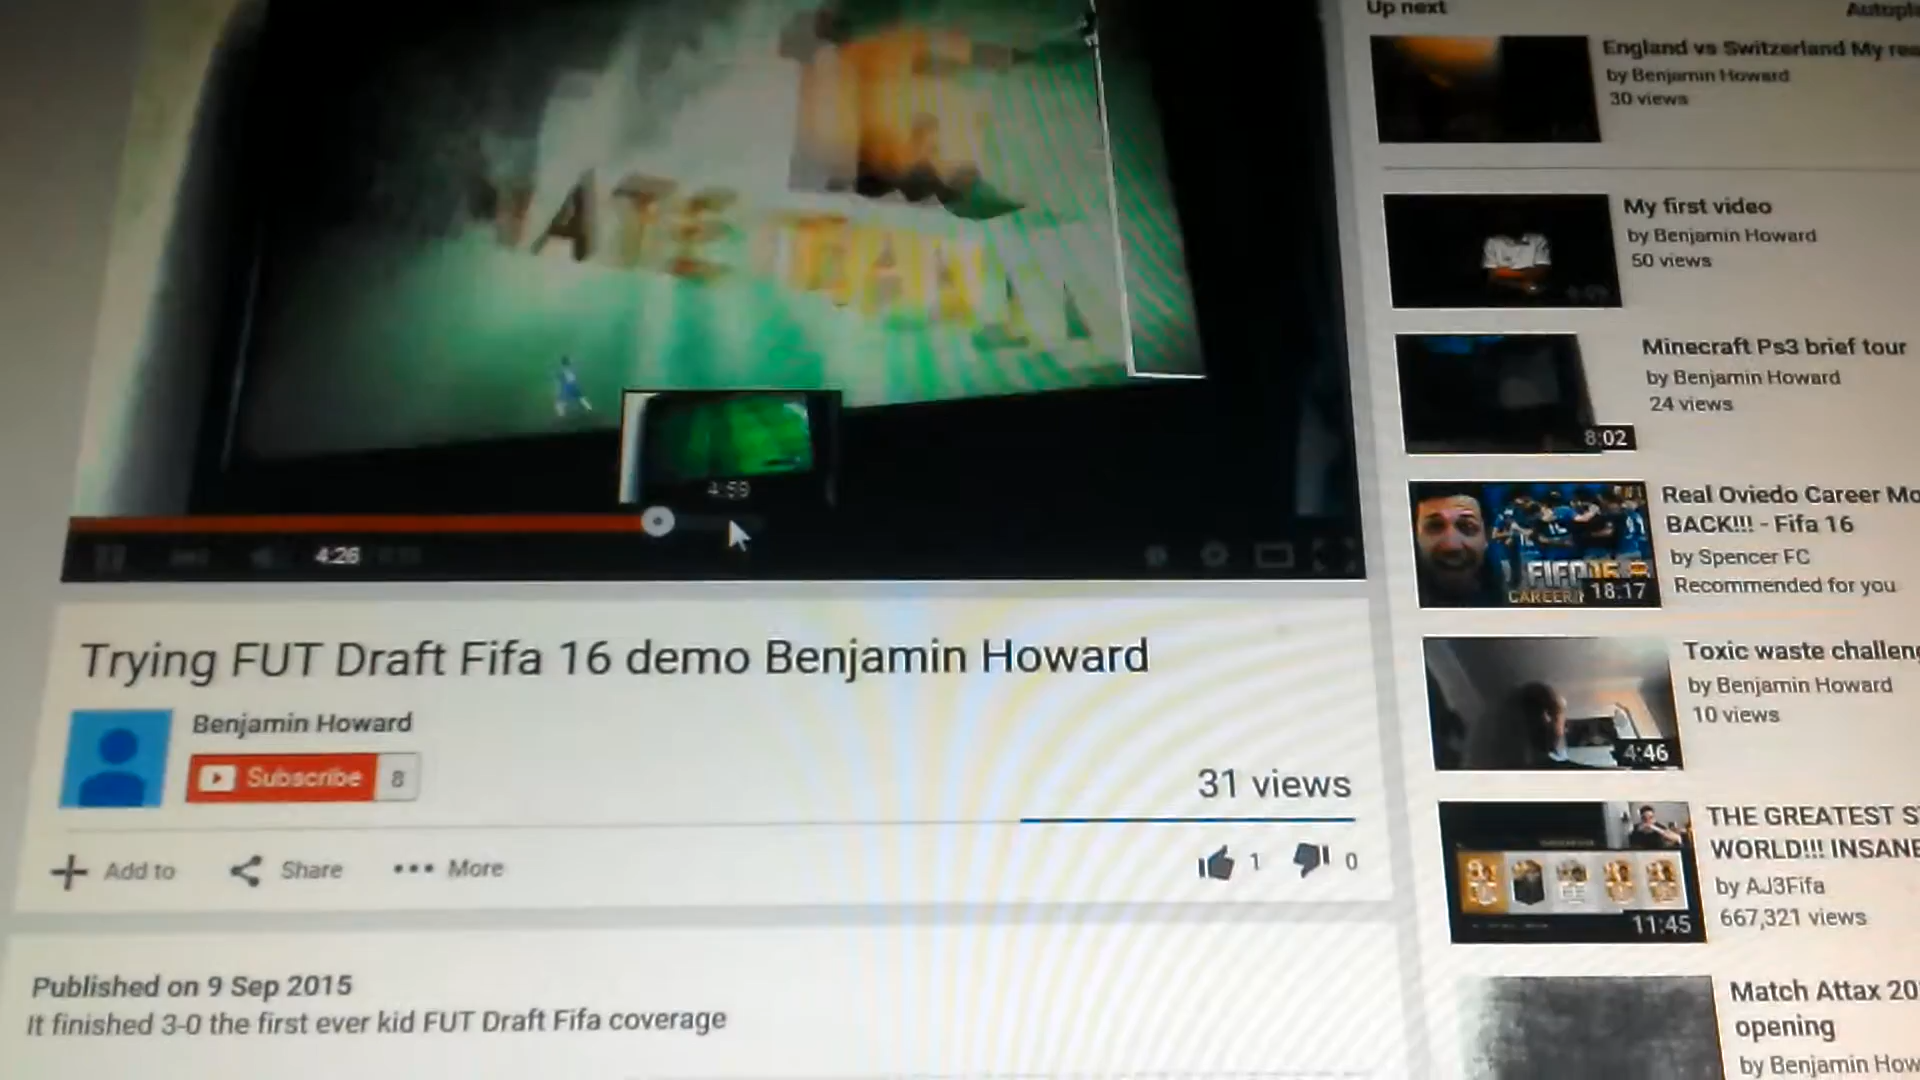 Up next
England vs Switzerland My
by Benjamin Howard
30 views
My first video
by Benjamin Howard
50 views
Minecraft Ps3 brief tour
by Benjamin Howard
24 views
8:02
Real Oviedo Career
BACK!!! - Fifa 16
by Spencer FC
Recommended for you
FIFA 16
CAREER
18:17
Toxic waste
by Benjamin Howard
10 views
4:46
THE GREATEST
WORLD!!! INSANE
by AJ3Fifa
667,321 views
11:45
Match Attax
opening
by Benjamin
4:59
4:26
Trying FUT Draft Fifa 16 demo Benjamin Howard
Benjamin Howard
Subscribe 8
31 views
Add to Share More
1 0
Published on 9 Sep 2015
It finished 3-0 the first ever kid FUT Draft Fifa coverage